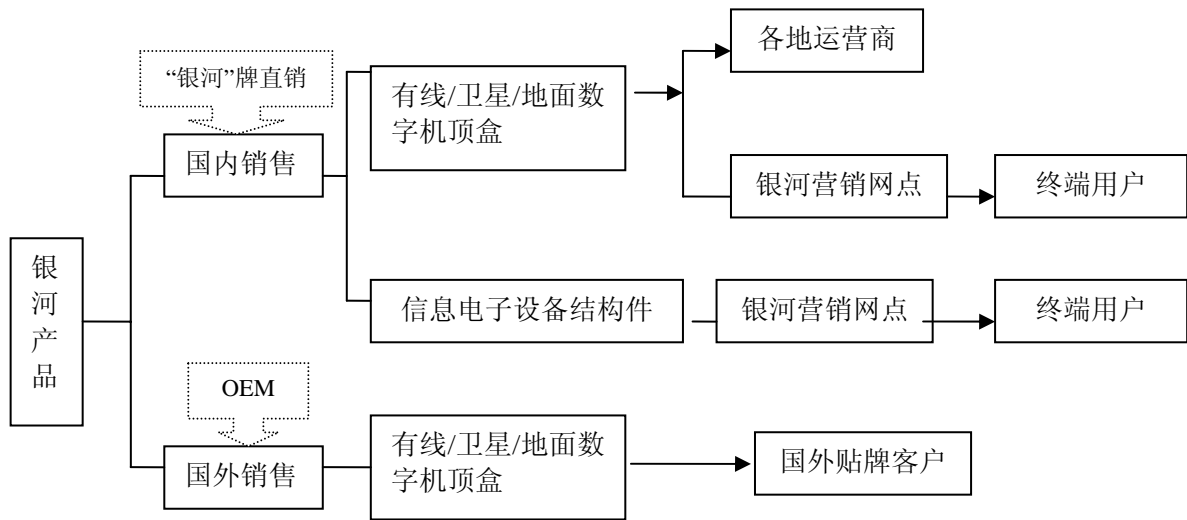 各地运营商
“银河”牌直销
有线/卫星/地面数
字机顶盒
国内销售
银河营销网点
终端用户
银
河
产
品
信息电子设备结构件
银河营销网点
终端用户
OEM
有线/卫星/地面数
字机顶盒
国外销售
国外贴牌客户